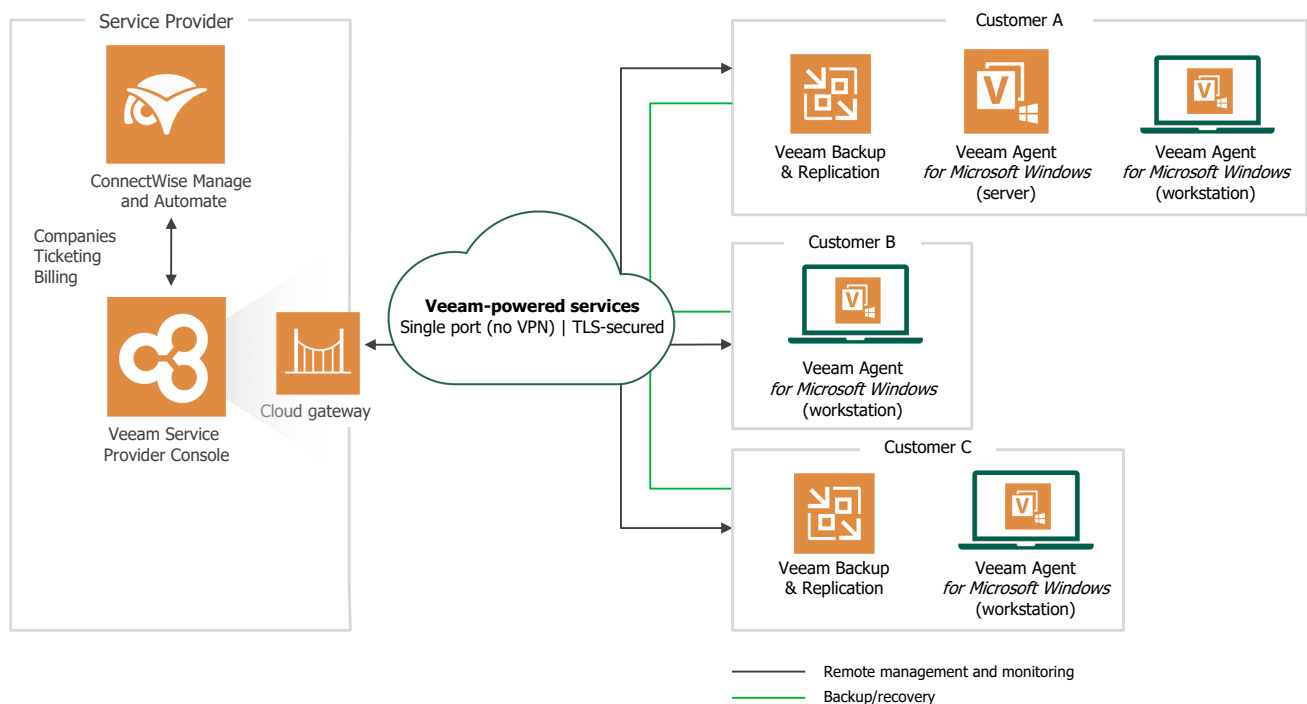 Service Provider
ConnectWise Manage
and Automate
Companies
Ticketing
Billing
Veeam Service
Provider Console
Cloud gateway
Veeam-powered services
Single port (no VPN) | TLS-secured
Customer A
Veeam Backup
& Replication
V
Veeam Agent
for Microsoft Windows
(server)
V
Veeam Agent
for Microsoft Windows
(workstation)
Customer B
V
Veeam Agent
for Microsoft Windows
(workstation)
Customer C
Veeam Backup
& Replication
V
Veeam Agent
for Microsoft Windows
(workstation)
Remote management and monitoring
Backup/recovery